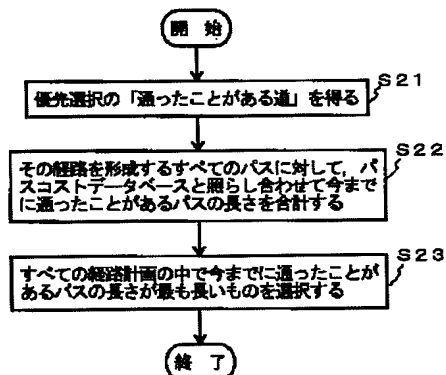 開 始
S21
優先選択の「通ったことがある道」を得る
S22
その経路を形成するすべてのパスに対して，パ
スコストデータベースと照らし合わせて今まで
に通ったことがあるパスの長さを合計する
S23
すべての経路計画の中で今までに通ったことが
あるパスの長さが最も長いものを選択する
終 了